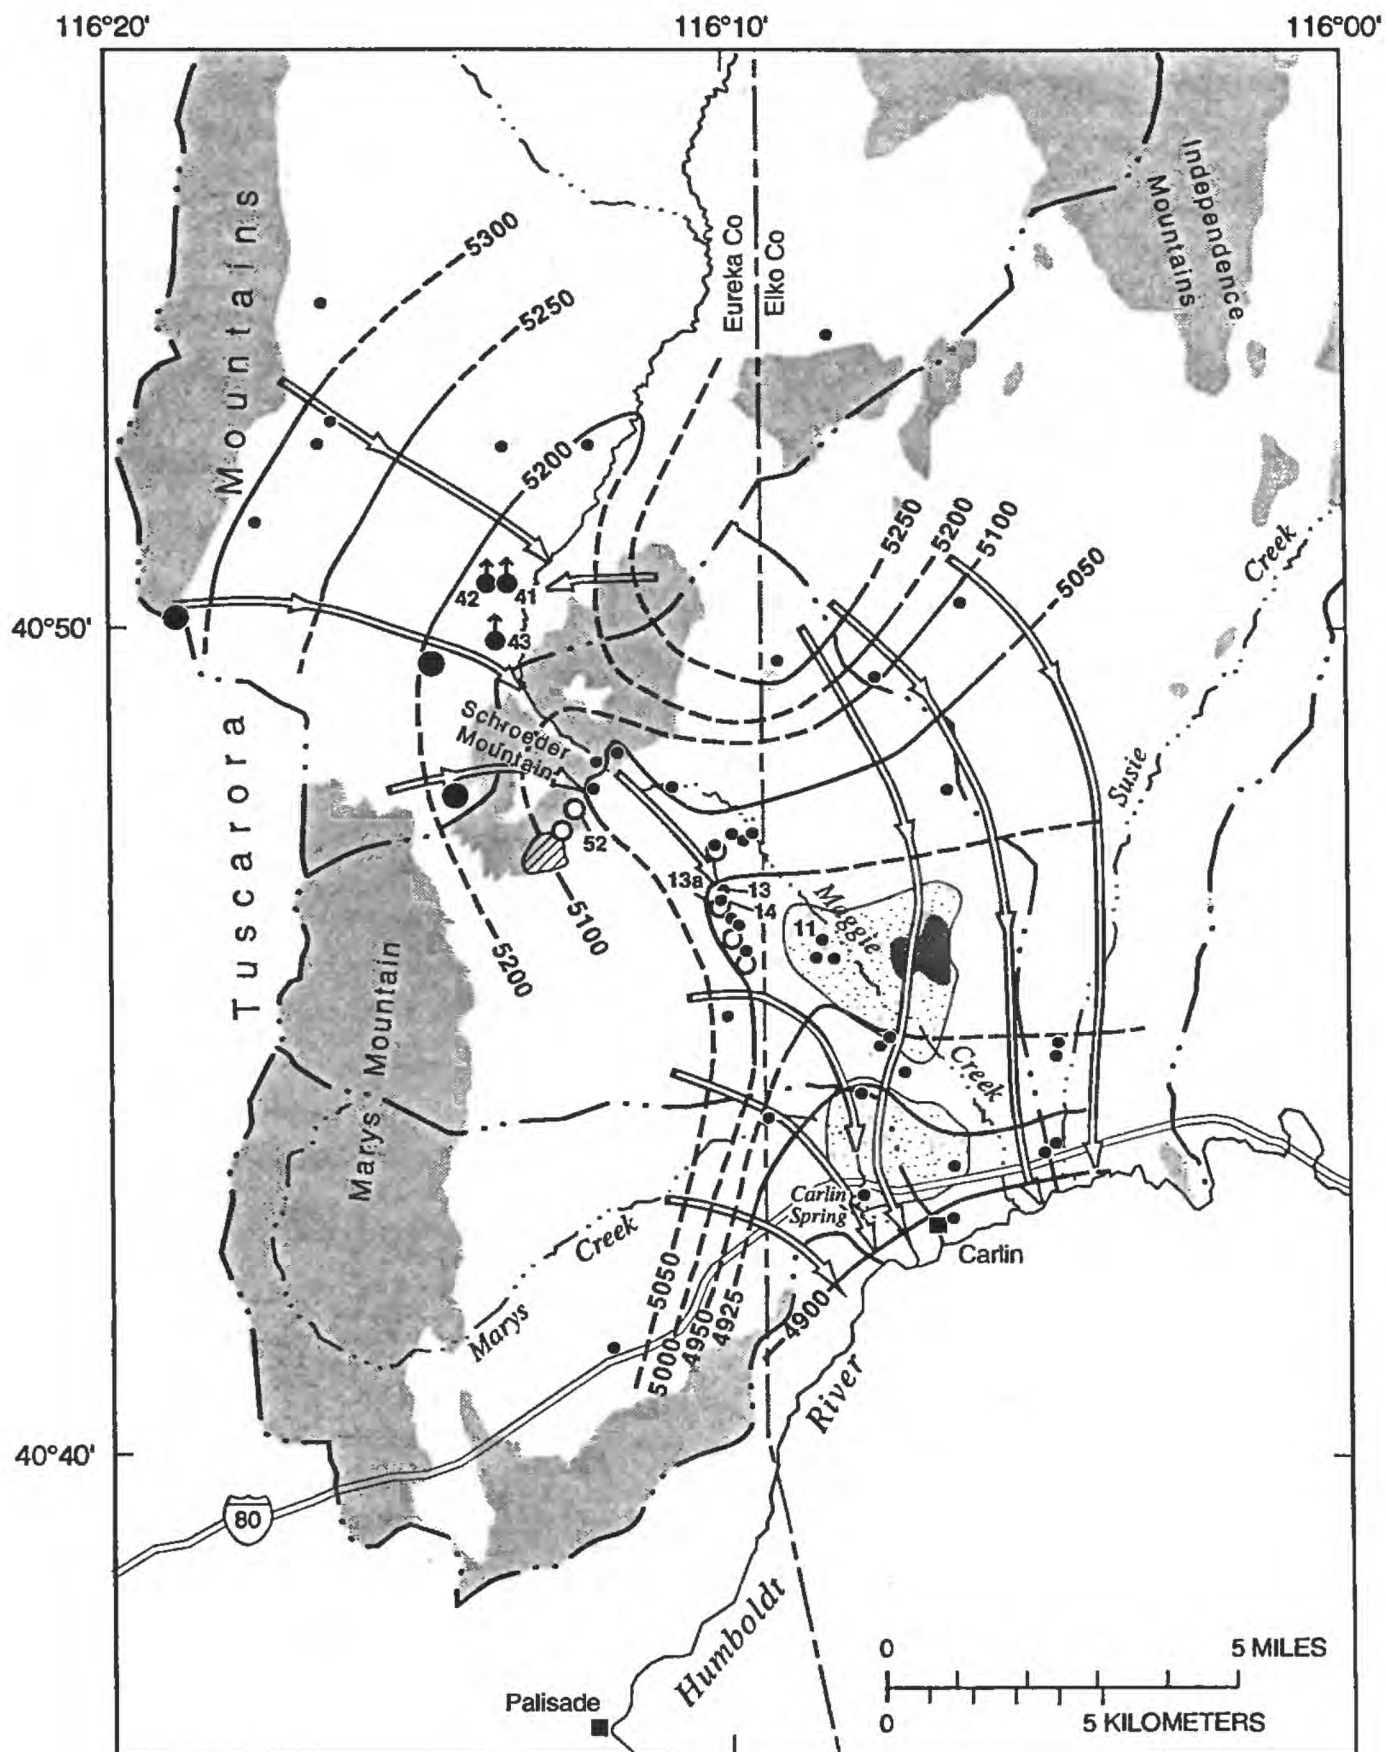 116°20'
116°10'
116°00'
Independence
Mountains
Mountains
5300
5250
Eureka Co
Elko Co
5200
5250
5200
5100
5050
Creek
42
41
40°50'
43
Schroeder
Mountain
Tuscarora
Susie
52
13a
13
14
Maggie
11
5100
5200
Marys Mountain
Creek
Carlin
Spring
Carlin
Creek
Marys
5050
5000
4950
4925
4900
River
40°40'
80
Humboldt
0
5 MILES
Palisade
0
5 KILOMETERS